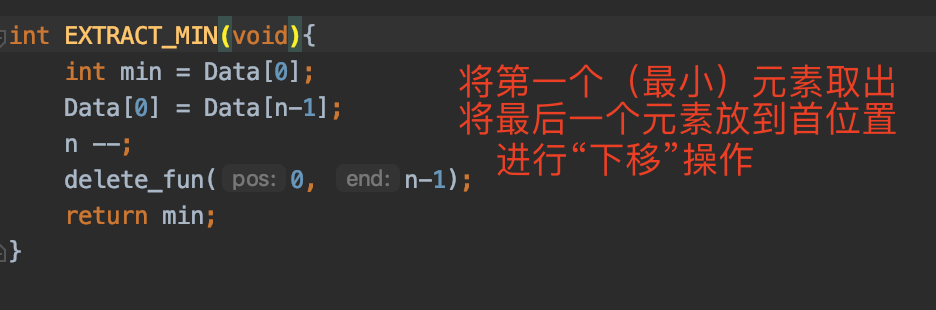 int EXTRACT_MIN(void){
int min = Data[0];
将第一个（最小）元素取出
Data[0] = Data[n-1];
将最后一个元素放到首位置
n --;
进行“下移”操作
delete_fun( pos: 0, end: n-1);
return min;
}